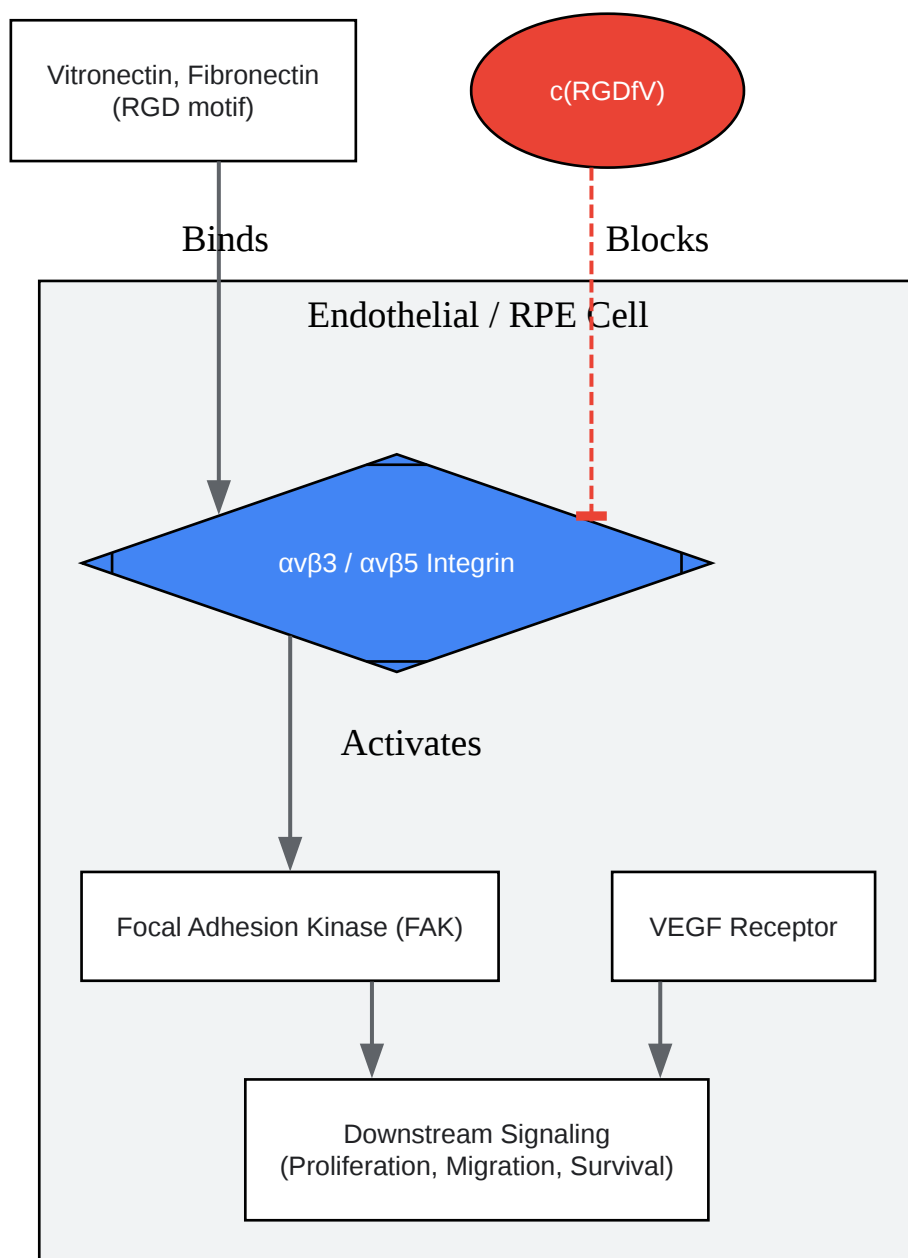 Vitronectin, Fibronectin
(RGD motif)
c(RGDfV)
Binds
Blocks
Endothelial / RPE Cell
αvβ3 / αvβ5 Integrin
Activates
Focal Adhesion Kinase (FAK)
VEGF Receptor
Downstream Signaling
(Proliferation, Migration, Survival)